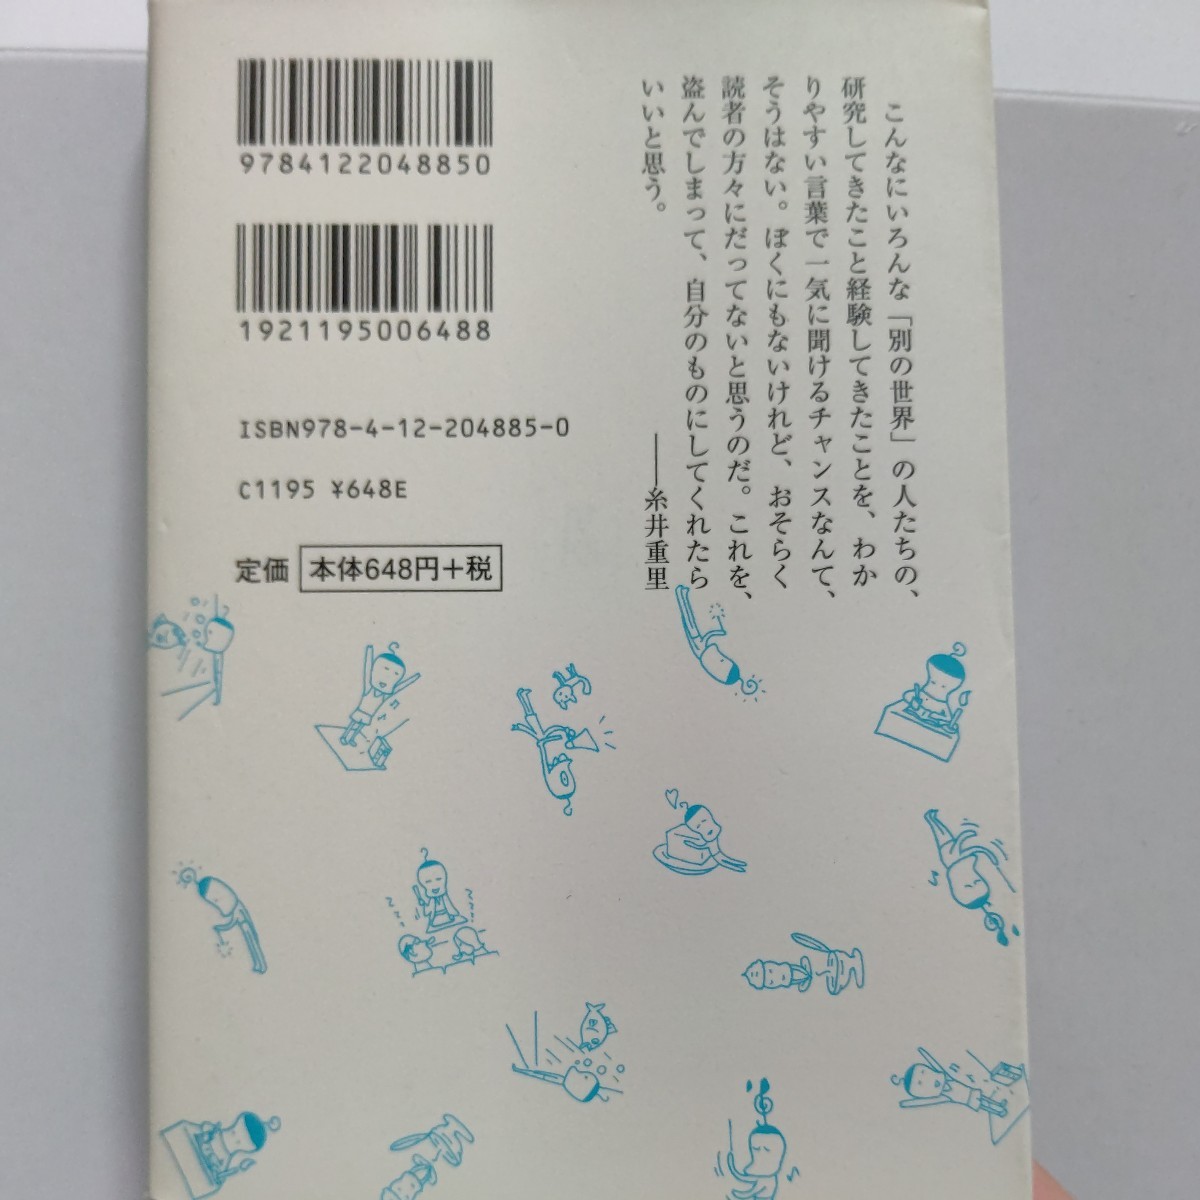 こんなにいろんな「別の世界」の人たちの、
研究してきたこと経験してきたことを、わか
りやすい言葉で一気に聞けるチャンスなんて、
そうはない。ぼくにもないけれど、おそらく
読者の方々にだってないと思うのだ。これを、
盗んでしまって、自分のものにしてくれたら
いいと思う。
――糸井重里
9784122048850
1921195006488
ISBN978-4-12-204885-0
C1195 ¥648E
定価 本体648円+税